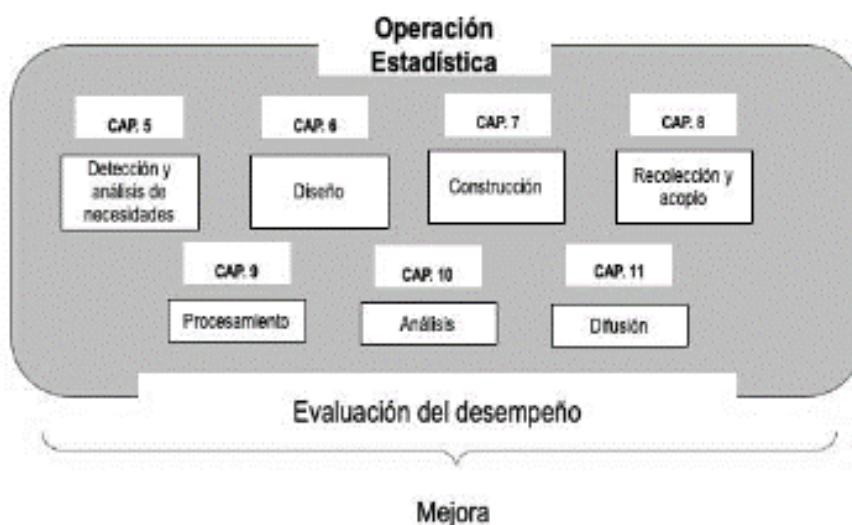 Operación
Estadística
CAP. 5
CAP. 6
CAP. 7
CAP. 8
Detección y
análisis de
necesidades
Diseño
Construcción
Recolección y
acopio
CAP. 9
CAP. 10
CAP. 11
Procesamiento
Análisis
Difusión
Evaluación del desempeño
Mejora